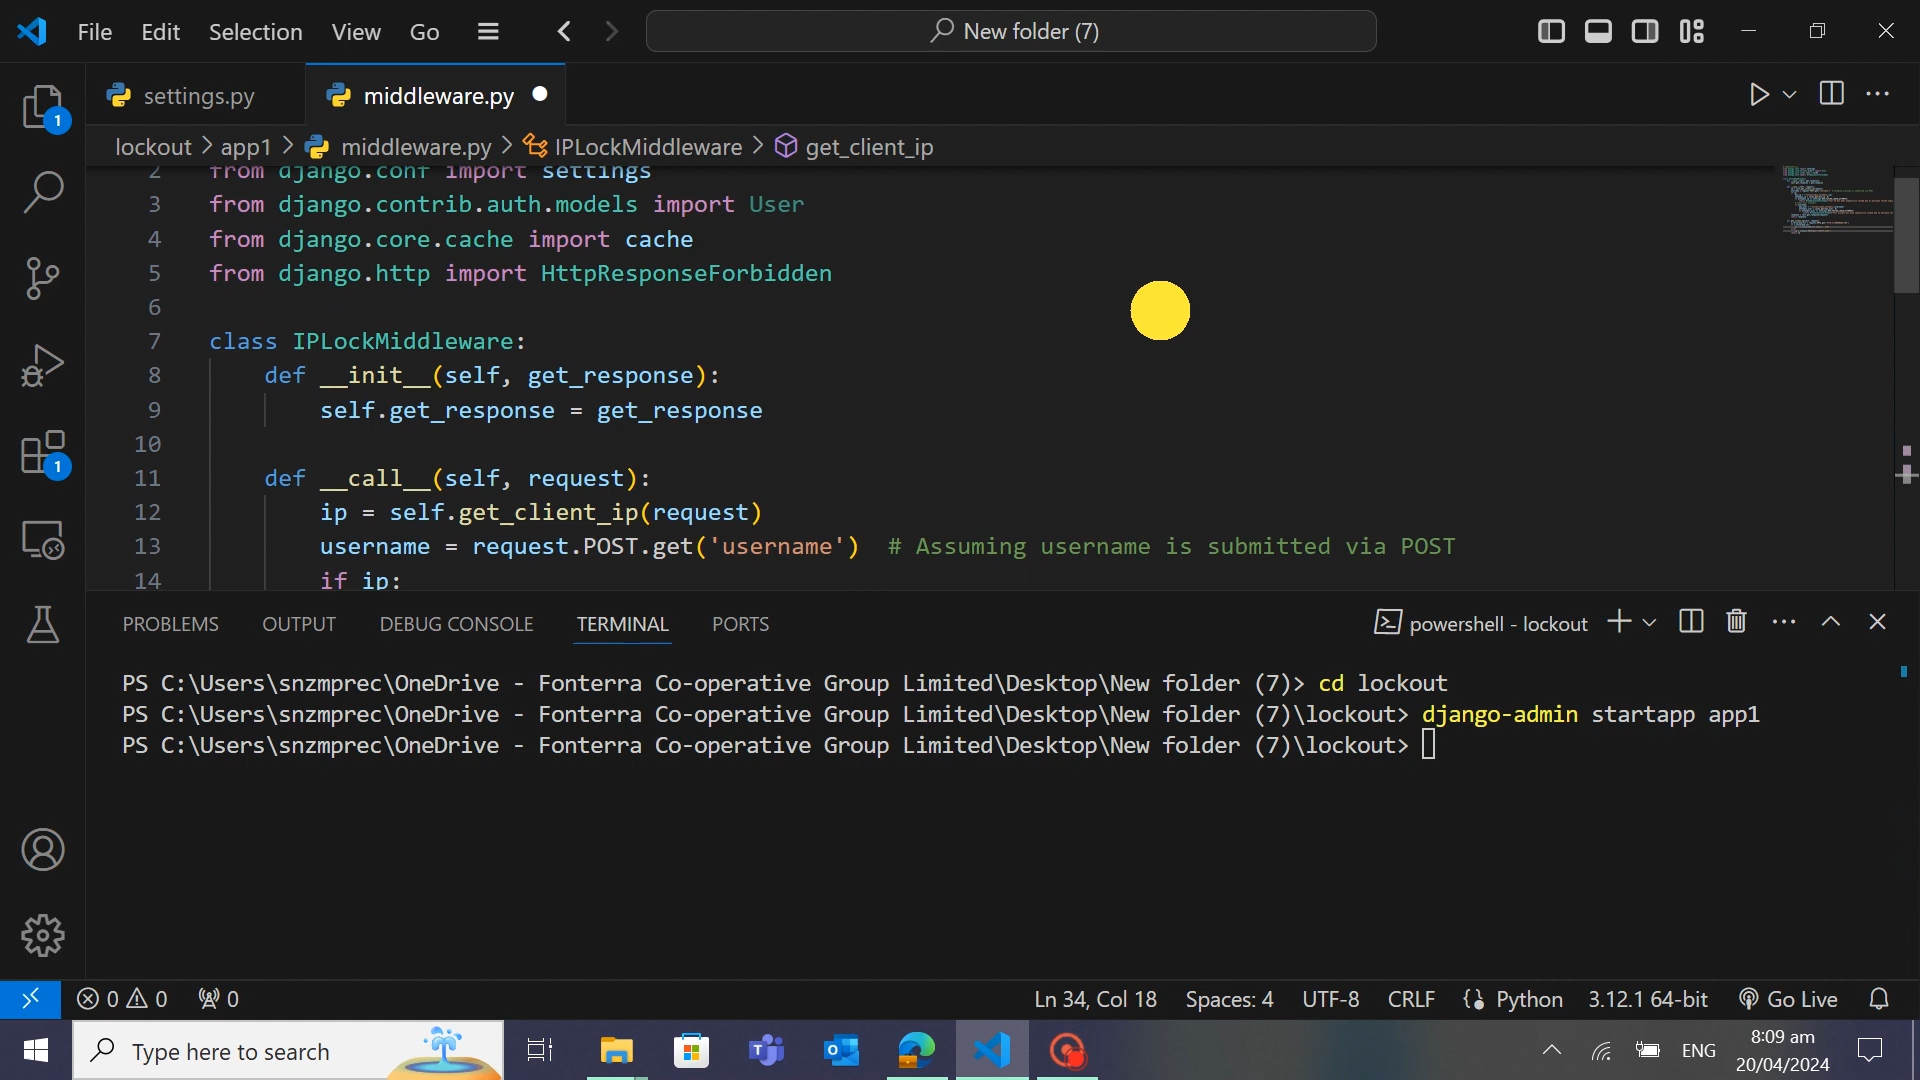 File Edit Selection View Go New folder (7)
settings.py middleware.py
lockout > app1 > middleware.py > IPLockMiddleware > get_client_ip
2 from django.conf import settings
3 from django.contrib.auth.models import User
4 from django.core.cache import cache
5 from django.http import HttpResponseForbidden
6
7 class IPLockMiddleware:
8 def __init__(self, get_response):
9 self.get_response = get_response
10
11 def __call__(self, request):
12 ip = self.get_client_ip(request)
13 username = request.POST.get('username') # Assuming username is submitted via POST
14 if ip:
1
1
PROBLEMS OUTPUT DEBUG CONSOLE TERMINAL PORTS powershell - lockout
PS C:\Users\snzmprec\OneDrive - Fonterra Co-operative Group Limited\Desktop\New folder (7)> cd lockout
PS C:\Users\snzmprec\OneDrive - Fonterra Co-operative Group Limited\Desktop\New folder (7)\lockout> django-admin startapp app1
PS C:\Users\snzmprec\OneDrive - Fonterra Co-operative Group Limited\Desktop\New folder (7)\lockout>
0 0 0 Ln 34, Col 18 Spaces: 4 UTF-8 CRLF Python 3.12.1 64-bit Go Live
Type here to search ENG 8:09 am
20/04/2024